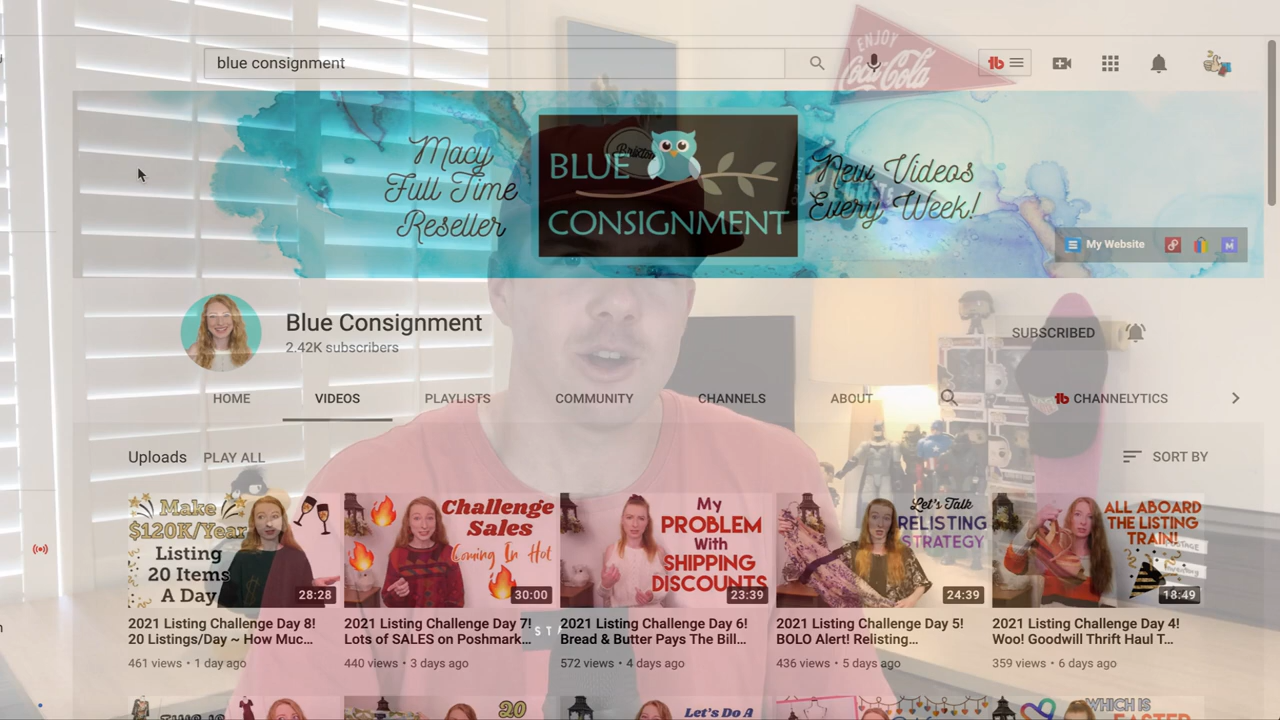 blue consignment
ENJOY
Coca-Cola
Macy
Full Time
Reseller
Brixton
BLUE
CONSIGNMENT
New Videos
Every Week!
My Website
Blue Consignment
2.42K subscribers
SUBSCRIBED
HOME
VIDEOS
PLAYLISTS
COMMUNITY
CHANNELS
ABOUT
CHANNELYTICS
Uploads
PLAY ALL
SORT BY
Make
$120K/Year
Listing
20 Items
A Day
28:28
Challenge
Sales
Coming In Hot
30:00
My
PROBLEM
With
SHIPPING
DISCOUNTS
23:39
Let's Talk
RELISTING
STRATEGY
24:39
ALL ABOARD
THE LISTING
TRAIN!
18:49
2021 Listing Challenge Day 8!
20 Listings/Day ~ How Muc...
461 views • 1 day ago
2021 Listing Challenge Day 7!
Lots of SALES on Poshmark...
440 views • 3 days ago
2021 Listing Challenge Day 6!
Bread & Butter Pays The Bill...
572 views • 4 days ago
2021 Listing Challenge Day 5!
BOLO Alert! Relisting...
436 views • 5 days ago
2021 Listing Challenge Day 4!
Woo! Goodwill Thrift Haul T...
359 views • 6 days ago
ST
20
Let's Do A
WHICH IS